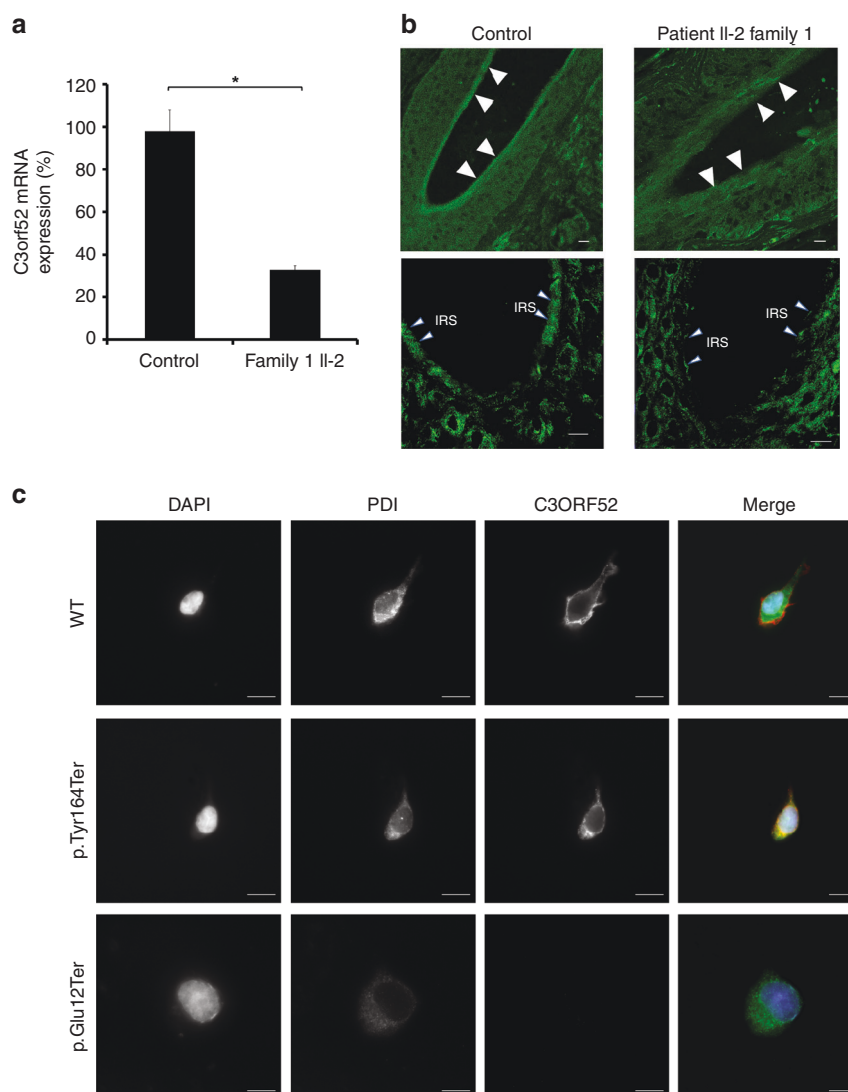 a
C3orf52 mRNA
expression (%)
120
100
80
60
40
20
0
*
Control
Family 1 II-2
b
Control
Patient II-2 family 1
IRS
IRS
IRS
IRS
c
DAPI
PDI
C3ORF52
Merge
WT
p.Tyr164Ter
p.Glu12Ter